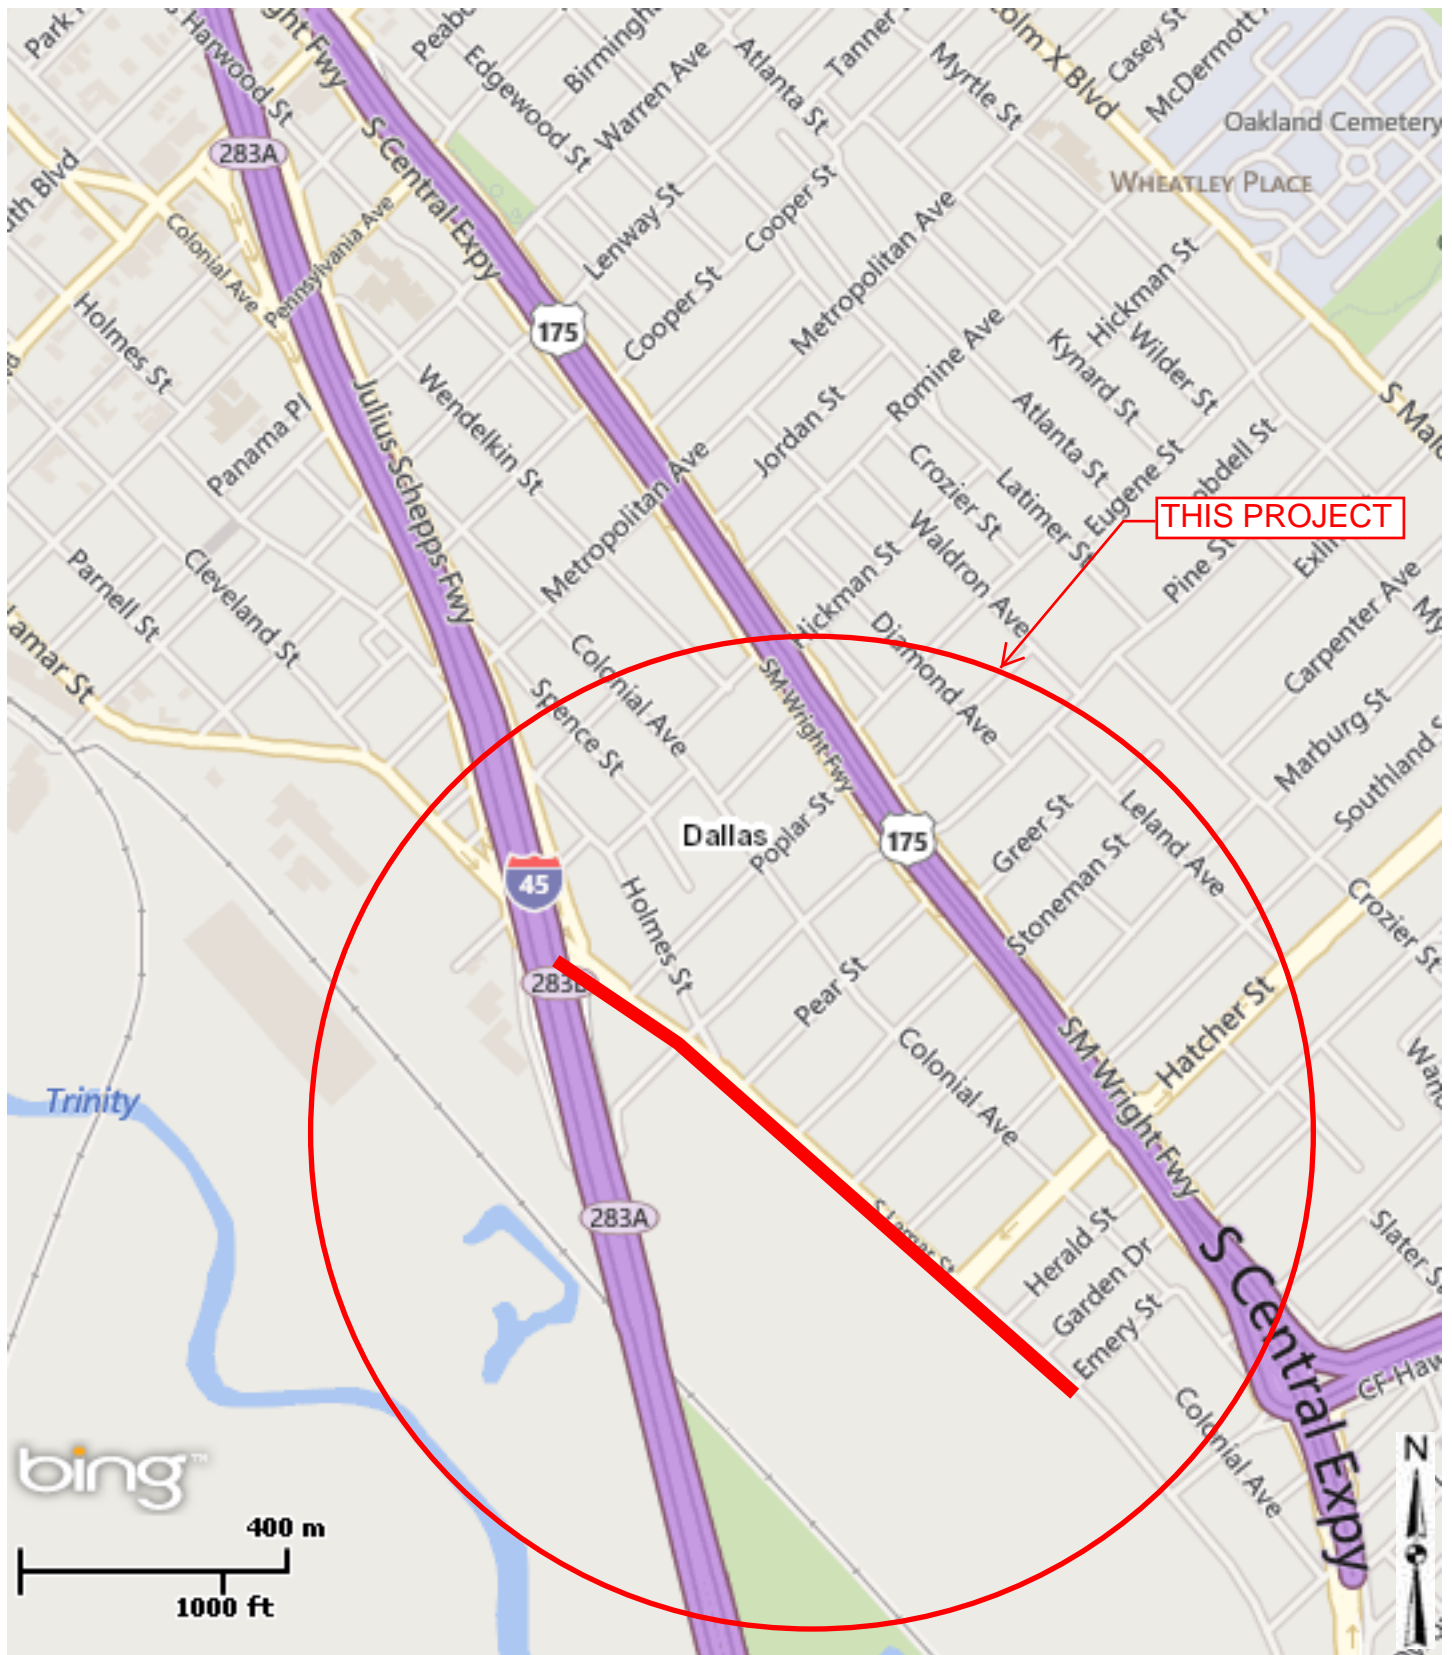 S Harwood St
283A
Colonial Ave
Pennsylvania Ave
Holmes St
Panama Pl
Parnell St
Cleveland St
Lamar St
S Central Expy
Julius Schepps Fwy
Edgewood St
Warren Ave
Atlanta St
Myrtle St
Casey St
Oakland Cemetery
WHEATLEY PLACE
Lenway St
Cooper St
Cooper St
175
Metropolitan Ave
Hickman St
Wilder St
Kynard St
Romine Ave
Atlanta St
Jordan St
Eugene St
Crozier St
Latimer St
Wendelkin St
Metropolitan Ave
THIS PROJECT
Pine St
Waldron Ave
Hickman St
Diamond Ave
Carpenter Ave
Marburg St
Southland S
Colonial Ave
Spence St
SM Wright Fwy
Dallas
Poplar St
175
Greer St
Stoneman St
Leland Ave
Crozier St
45
Holmes St
Pear St
Colonial Ave
Hatcher St
SM Wright Fwy
Trinity
283A
S Lamar St
Herald St
Garden Dr
Emery St
Slater S
S Central Expy
CF Haw
Colonial Ave
bing™
N
400 m
1000 ft